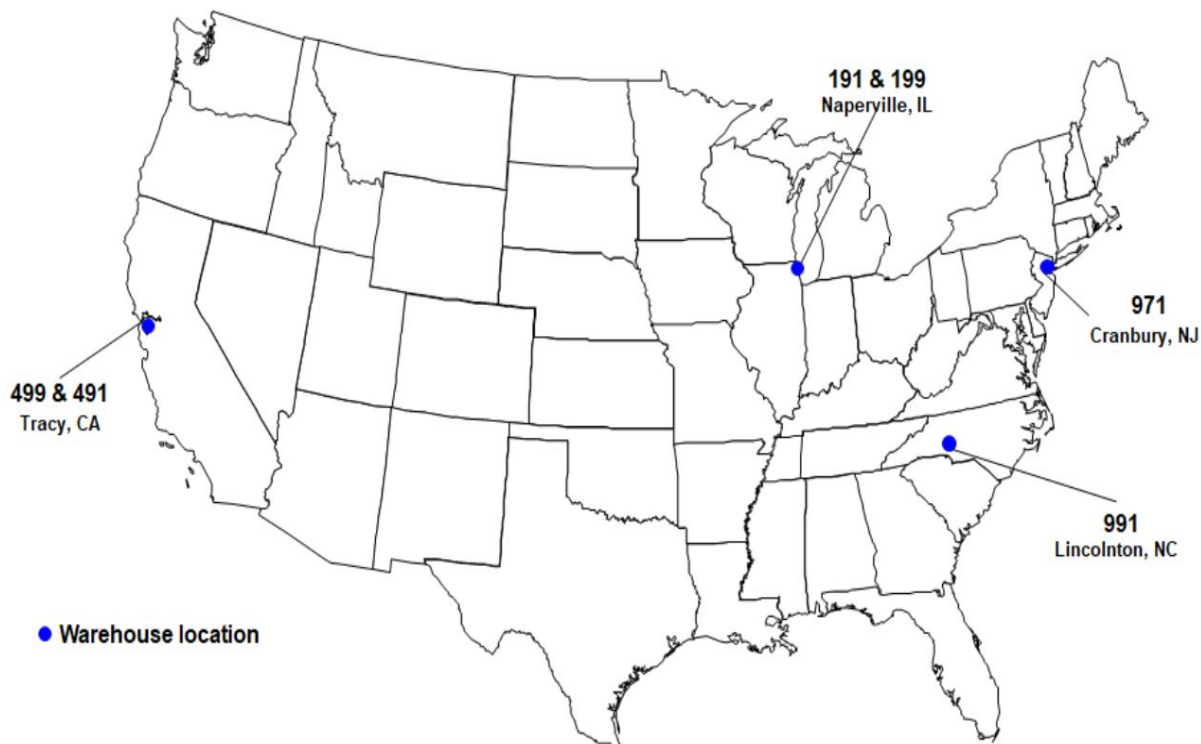 191 & 199
Naperville, IL
971
Cranbury, NJ
499 & 491
Tracy, CA
991
Lincolnton, NC
Warehouse location